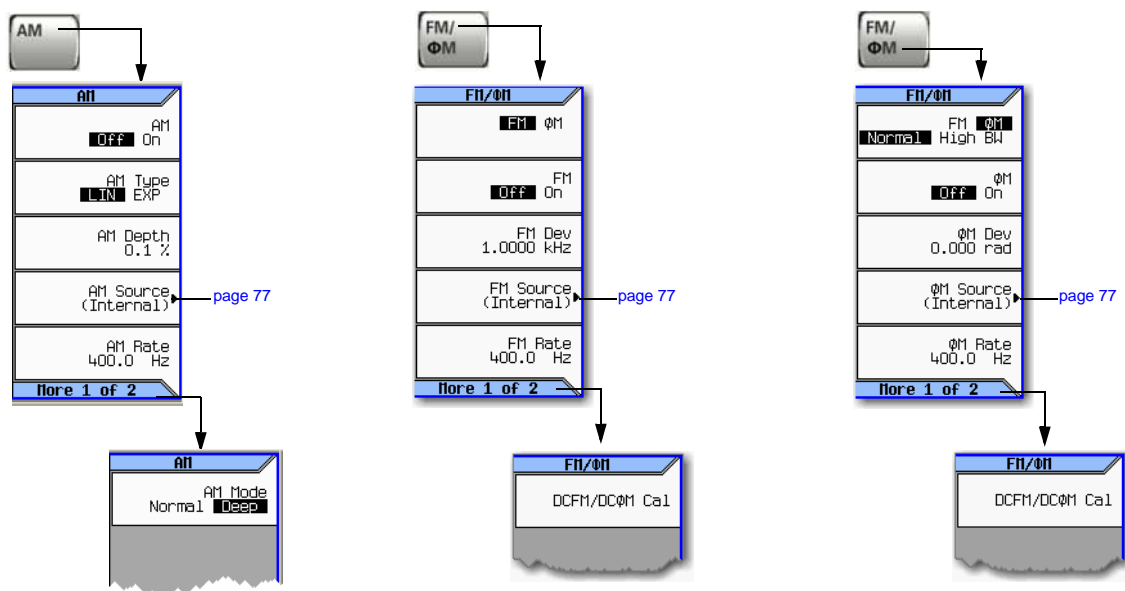 AM
AM
AM
Off On
AM Type
LIN EXP
AM Depth
0.1 %
AM Source
(Internal)
page 77
AM Rate
400.0 Hz
More 1 of 2
AM
AM Mode
Normal Deep
FM/
ΦM
FM/ΦM
FM ΦM
FM
Off On
FM Dev
1.0000 kHz
FM Source
(Internal)
page 77
FM Rate
400.0 Hz
More 1 of 2
FM/ΦM
DCFM/DCΦM Cal
FM/
ΦM
FM/ΦM
FM ΦM
Normal High BW
ΦM
Off On
ΦM Dev
0.000 rad
ΦM Source
(Internal)
page 77
ΦM Rate
400.0 Hz
More 1 of 2
FM/ΦM
DCFM/DCΦM Cal